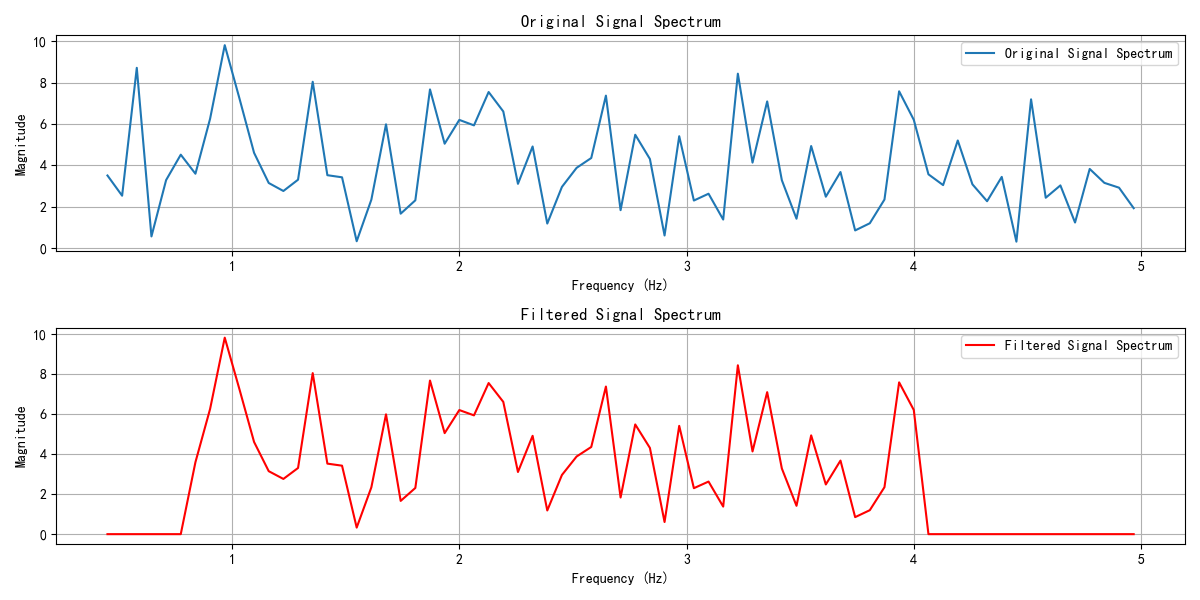 Original Signal Spectrum
10
8
6
4
2
0
Magnitude
Original Signal Spectrum
1 2 3 4 5
Frequency (Hz)
Filtered Signal Spectrum
10
8
6
4
2
0
Magnitude
Filtered Signal Spectrum
1 2 3 4 5
Frequency (Hz)